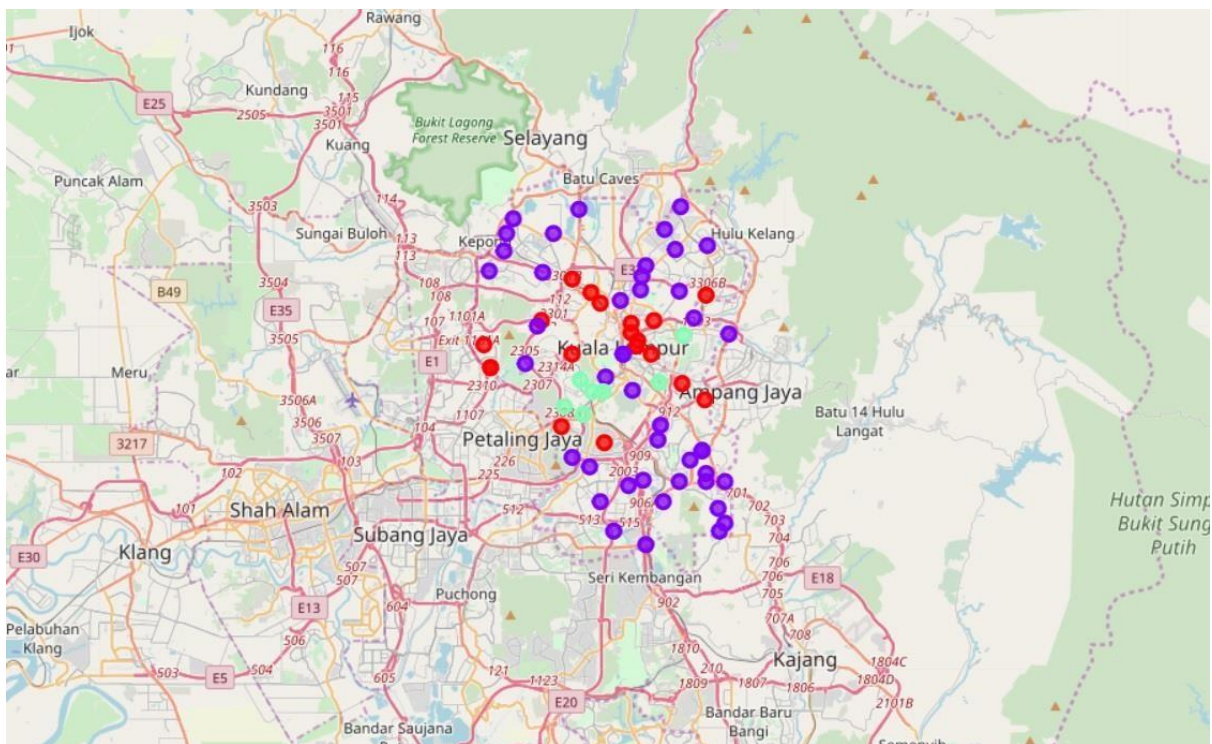 Rawang
Ijok
116
E25
2505
Kundang
116
115
3501
3501
Kuang
Bukit Lagong
Forest Reserve
Selayang
Batu Caves
Puncak Alam
114
3503
Sungai Buloh
113
113
Kepong
Hulu Kelang
3504
108
108
3306B
B49
112
E35
107
1101A
2301
107
Exit
2305
Kuala
2314A
E1
2310
2307
Meru
3506A
1107
912
Ampang Jaya
Batu 14 Hulu
Langat
3506
3507
104
3217
Petaling Jaya
909
102
103
226
225
2003
101
Shah Alam
512
906
701
702
513
515
703
704
Hutan Simp
Bukit Sung
Putih
Klang
Subang Jaya
E30
507
507
Seri Kembangan
706
E18
E13
604
Puchong
902
705
506
707A
708
Pelabuhan
Klang
1810
Kajang
503
504
E5
605
121
1123
210
1804C
1809
1807
1806
1804D
E20
2101B
Bandar Saujana
Bandar Baru
Bangi
Semenyih